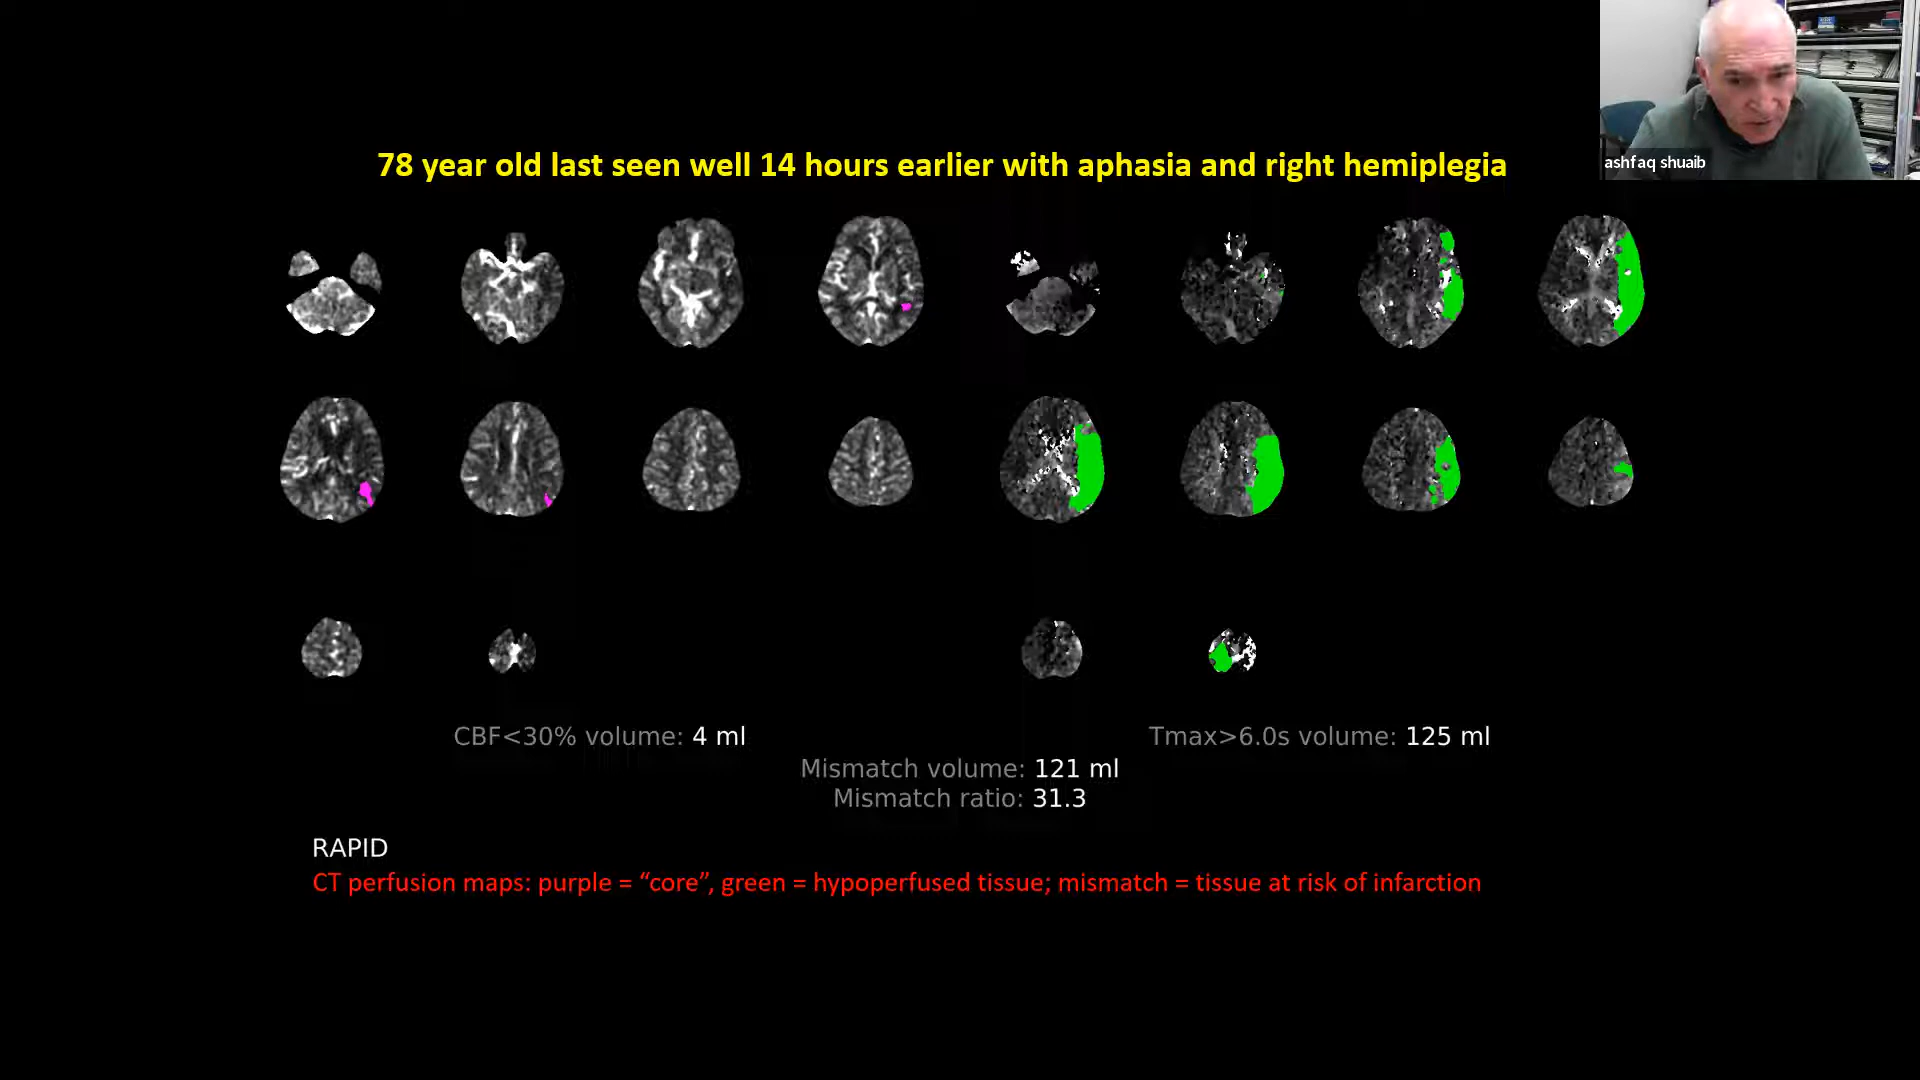 ashfaq shuaib
78 year old last seen well 14 hours earlier with aphasia and right hemiplegia
CBF<30% volume: 4 ml
Tmax>6.0s volume: 125 ml
Mismatch volume: 121 ml
Mismatch ratio: 31.3
RAPID
CT perfusion maps: purple = “core”, green = hypoperfused tissue; mismatch = tissue at risk of infarction